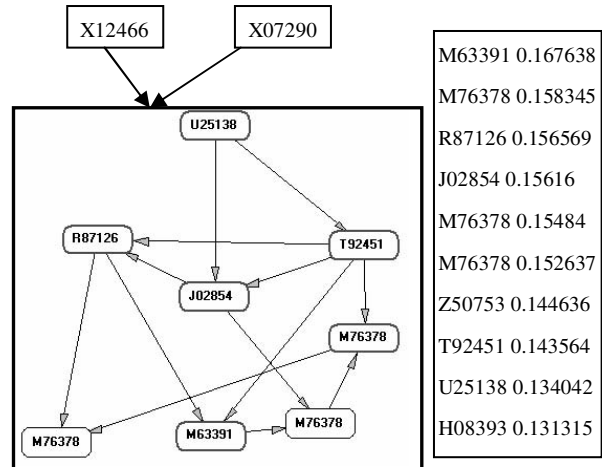 X12466
X07290
U25138
R87126
T92451
J02854
M76378
M76378
M63391
M76378
M63391 0.167638
M76378 0.158345
R87126 0.156569
J02854 0.15616
M76378 0.15484
M76378 0.152637
Z50753 0.144636
T92451 0.143564
U25138 0.134042
H08393 0.131315